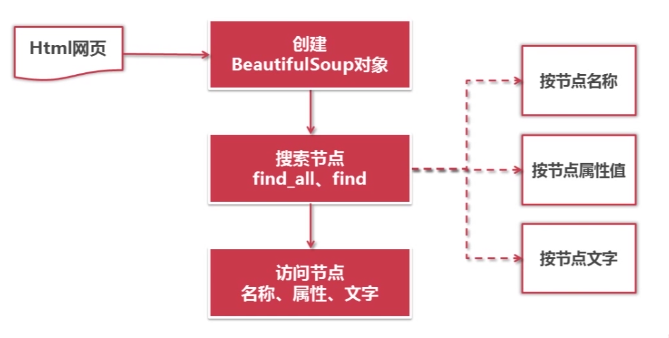 Html网页
创建
BeautifulSoup对象
搜索节点
find_all、find
访问节点
名称、属性、文字
按节点名称
按节点属性值
按节点文字